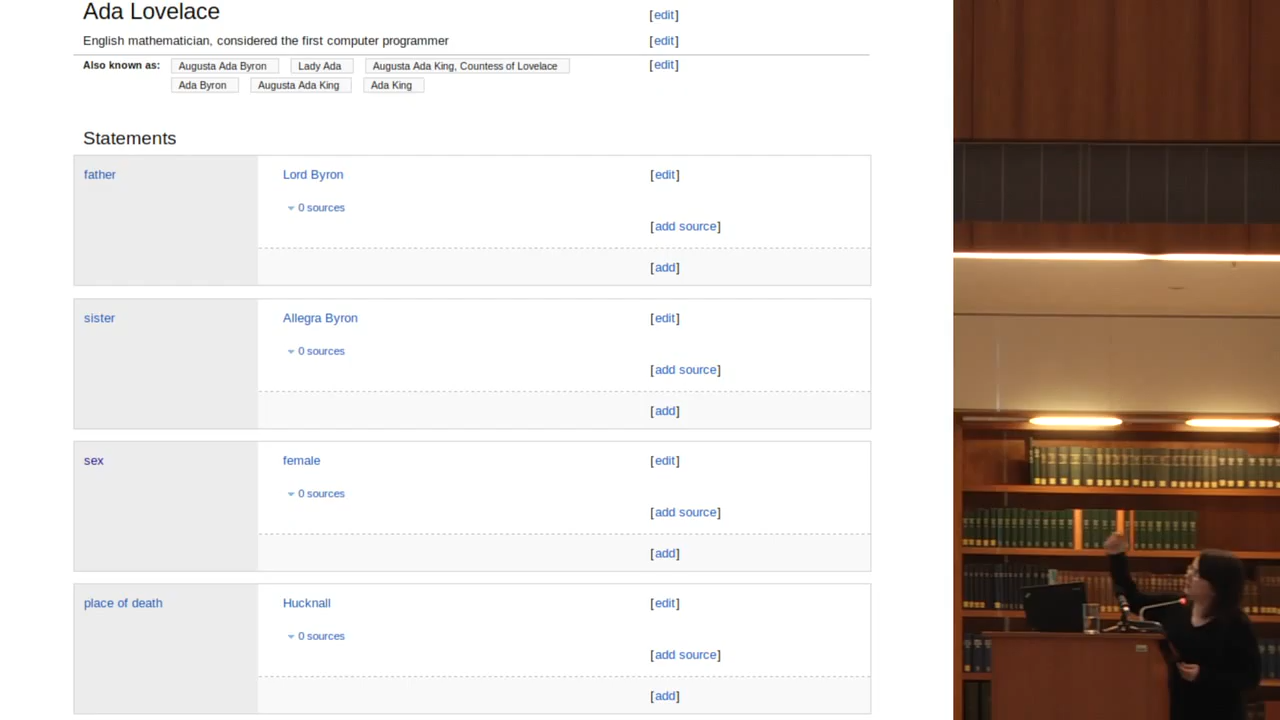 Ada Lovelace [edit]
English mathematician, considered the first computer programmer [edit]
Also known as: Augusta Ada Byron Lady Ada Augusta Ada King, Countess of Lovelace [edit]
Ada Byron Augusta Ada King Ada King
Statements
father Lord Byron [edit]
0 sources
[add source]
[add]
sister Allegra Byron [edit]
0 sources
[add source]
[add]
sex female [edit]
0 sources
[add source]
[add]
place of death Hucknall [edit]
0 sources
[add source]
[add]